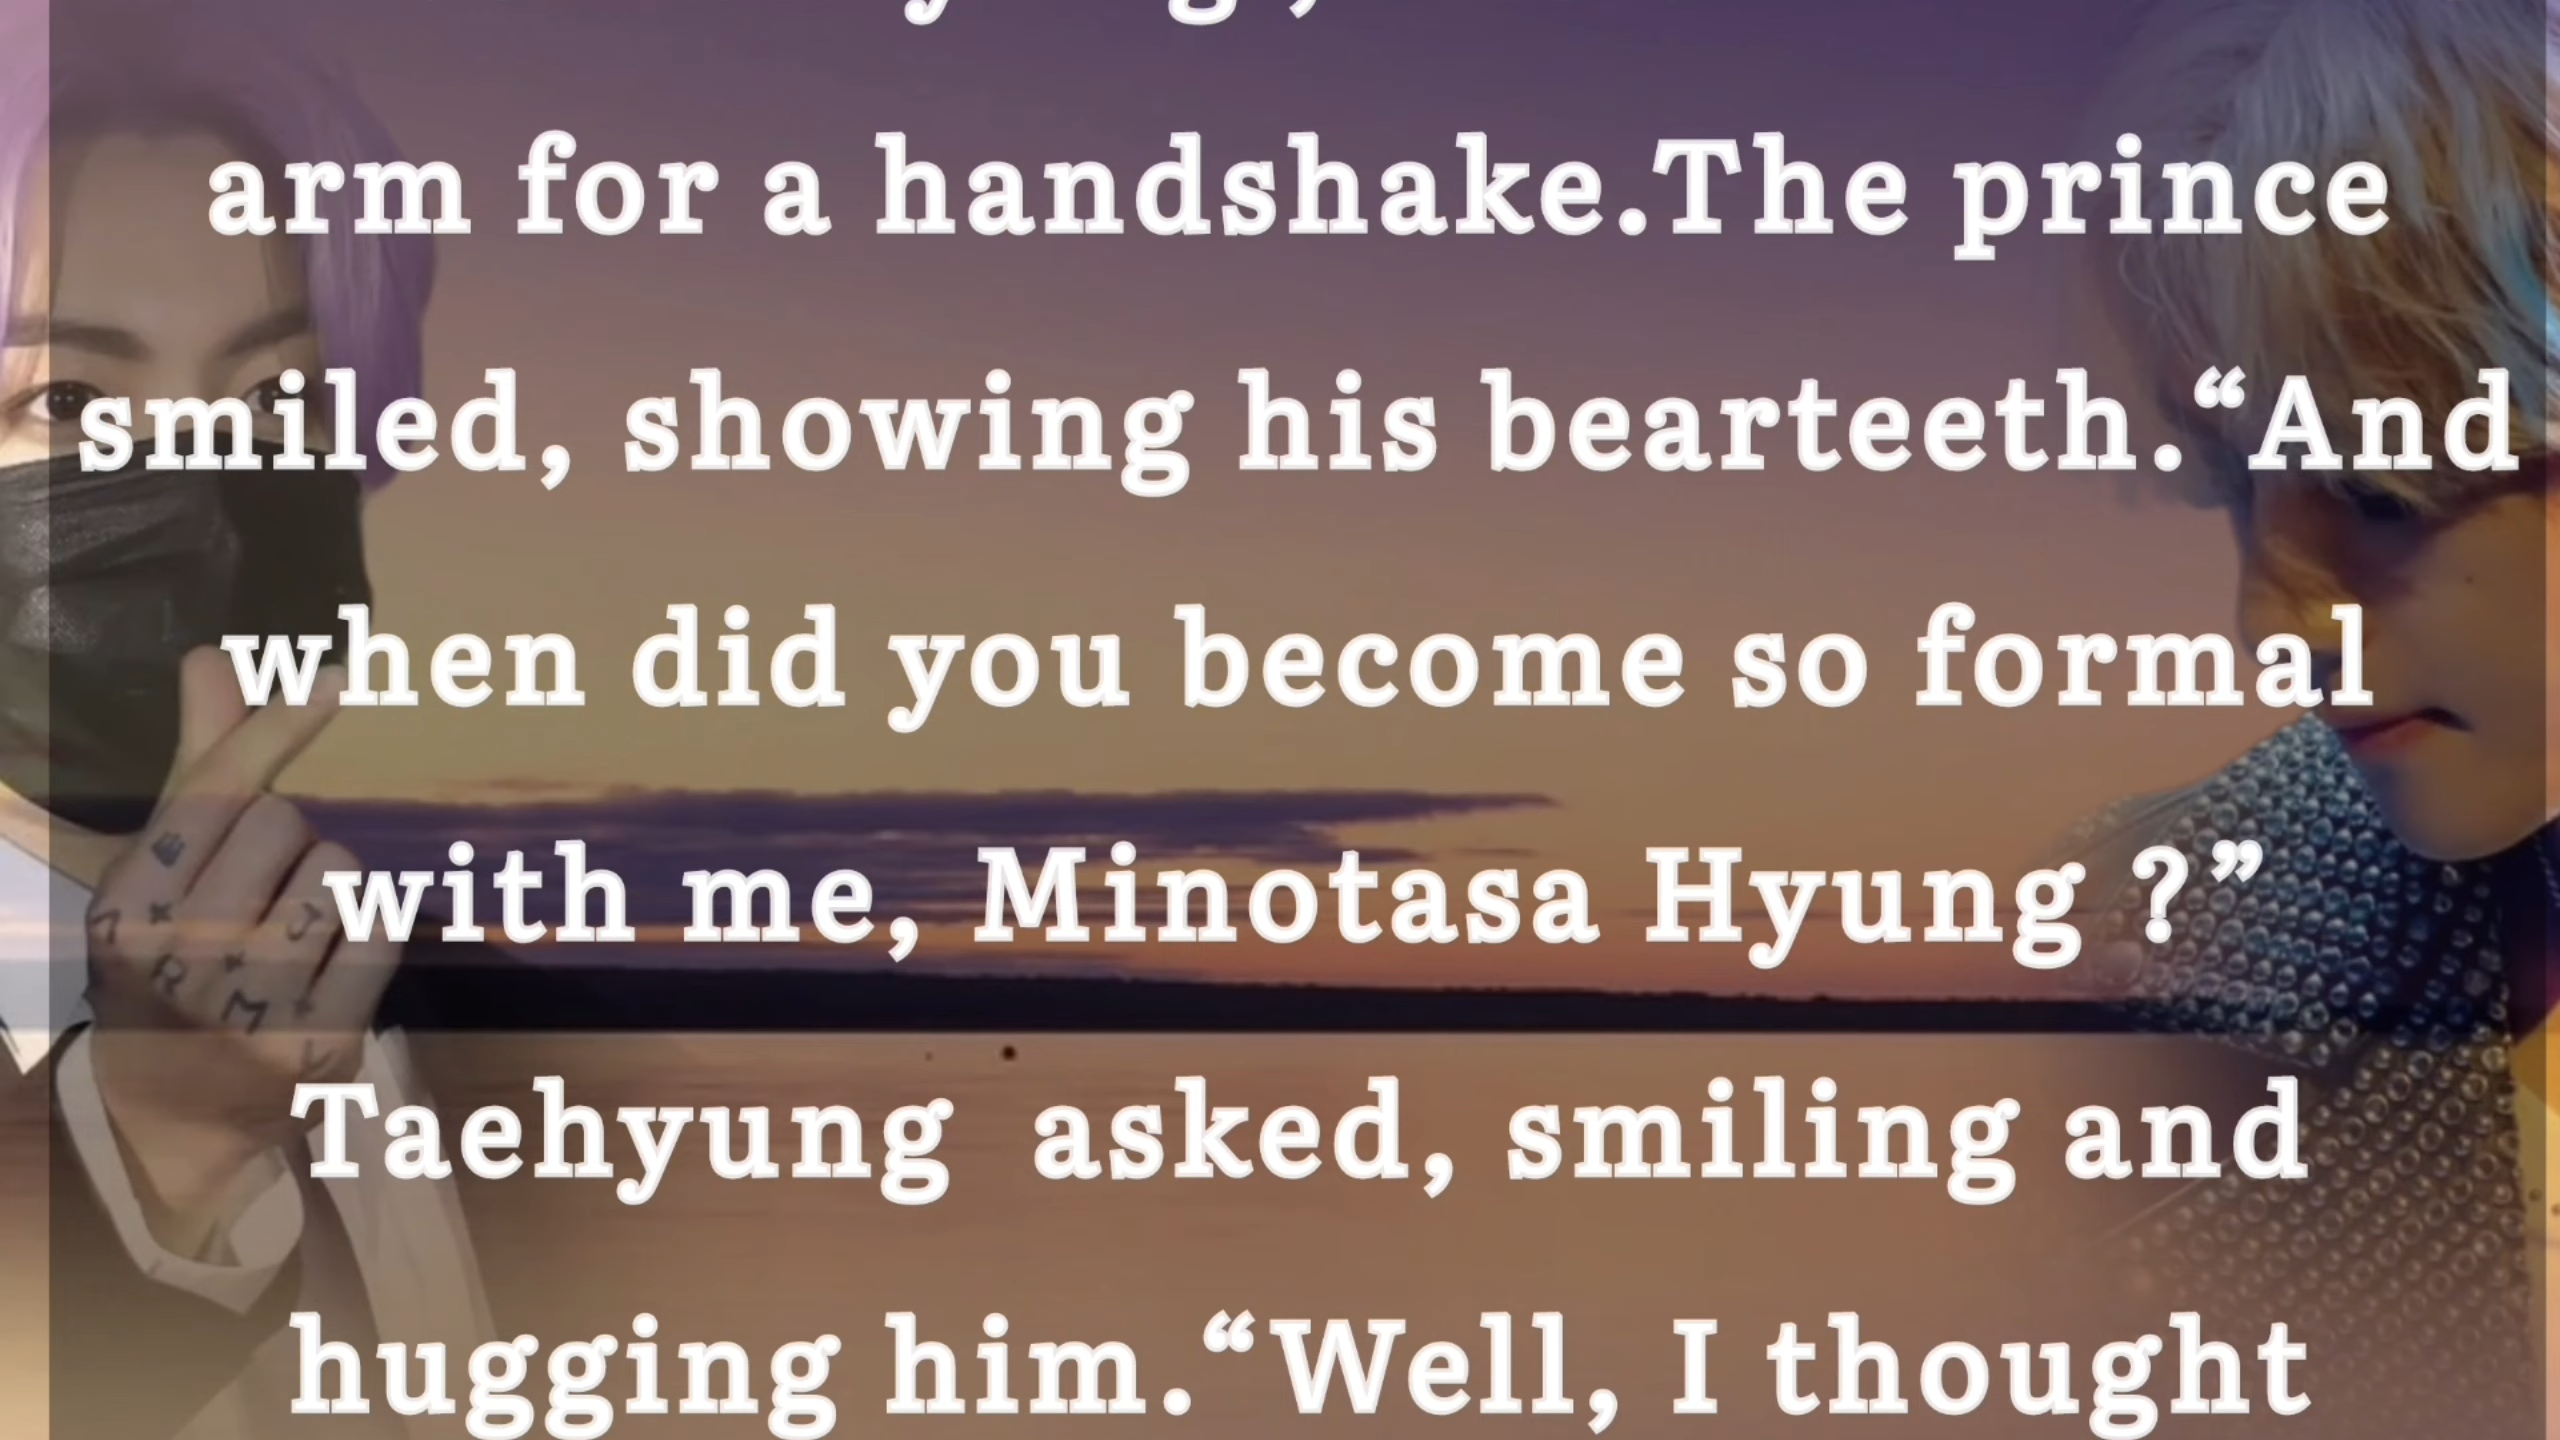 arm for a handshake.The prince
smiled, showing his bearteeth.“And
when did you become so formal
with me, Minotasa Hyung ?”
Taehyung  asked, smiling and
hugging him.“Well, I thought